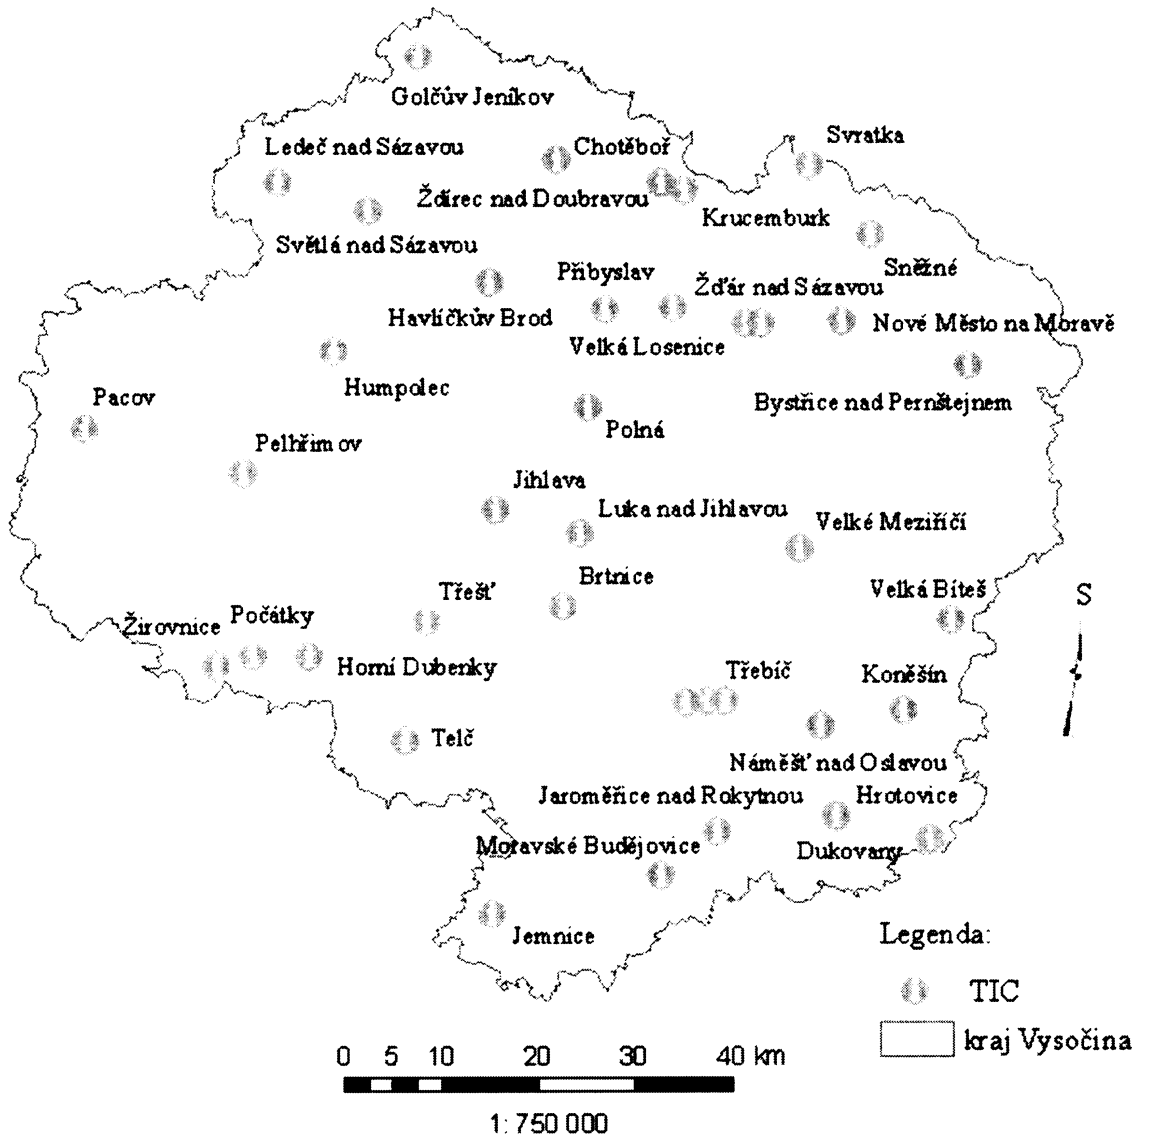 Golčův Jeníkov
Svratka
Ledeč nad Sázavou
Chotěboř
Ždírec nad Doubravou
Krucemburk
Světlá nad Sázavou
Sněžné
Přibyslav
Žďár nad Sázavou
Havlíčkův Brod
Nové Město na Moravě
Velká Losenice
Humpolec
Pacov
Bystřice nad Pernštejnem
Polná
Pelhřimov
Jihlava
Luka nad Jihlavou
Velké Meziříčí
Brtnice
Třešť
Velká Bíteš
S
Počátky
Žirovnice
Horní Dubenky
Třebíč
Koněšín
Telč
Náměšť nad Oslavou
Jaroměřice nad Rokytnou
Hrotovice
Moravské Budějovice
Dukovany
Jemnice
Legenda:
TIC
kraj Vysočina
0 5 10 20 30 40 km
1: 750 000